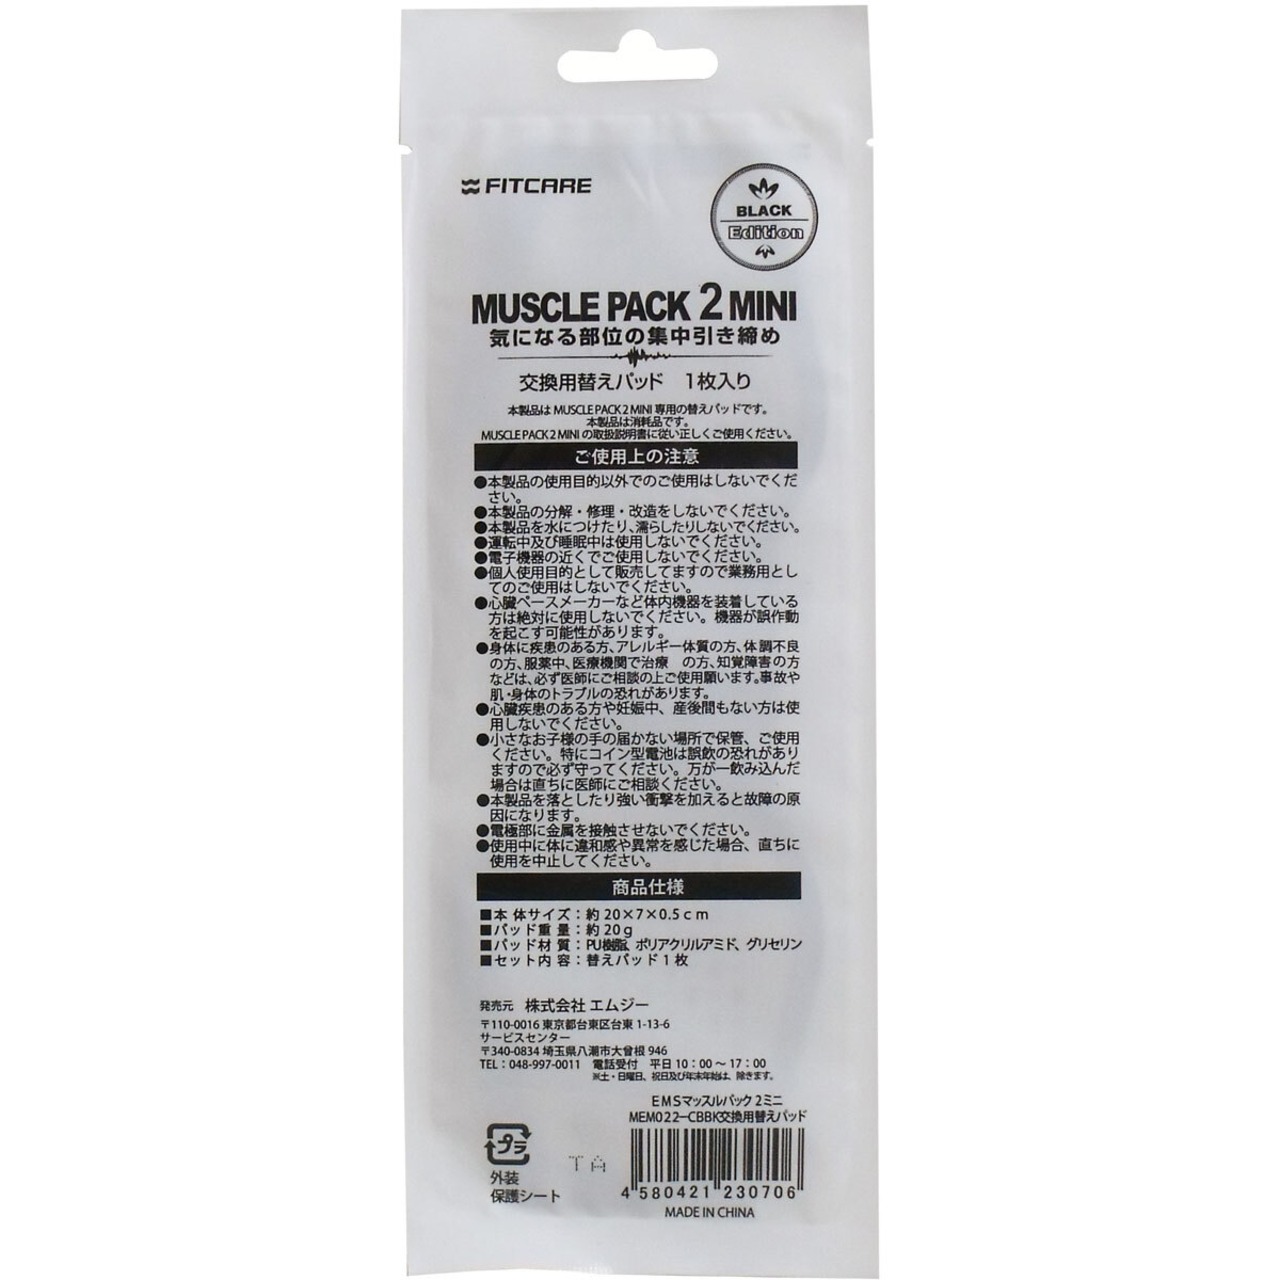 FITCARE
BLACK
Edition
MUSCLE PACK 2 MINI
気になる部位の集中引き締め
交換用替えパッド 1枚入り
本製品は MUSCLE PACK 2 MINI 専用の替えパッドです。
本製品は消耗品です。
MUSCLE PACK 2 MINI の取扱説明書に従い正しくご使用ください。
ご使用上の注意
●本製品の使用目的以外でのご使用はしないでくだ
さい。
●本製品の分解・修理・改造をしないでください。
●本製品を水につけたり、濡らしたりしないでください。
●運転中及び睡眠中は使用しないでください。
●電子機器の近くでご使用しないでください。
●個人使用目的として販売してますので業務用とし
てのご使用はしないでください。
●心臓ペースメーカーなど体内機器を装着している
方は絶対に使用しないでください。機器が誤作動
を起こす可能性があります。
●身体に疾患のある方、アレルギー体質の方、体調不良
の方、服薬中、医療機関で治療 の方、知覚障害の方
などは、必ず医師にご相談の上ご使用願います。事故や
肌・身体のトラブルの恐れがあります。
●心臓疾患のある方や妊娠中、産後間もない方は使
用しないでください。
●小さなお子様の手の届かない場所で保管、ご使用
ください。特にコイン型電池は誤飲の恐れがあり
ますので必ず守ってください。万が一飲み込んだ
場合は直ちに医師にご相談ください。
●本製品を落としたり強い衝撃を加えると故障の原
因になります。
●電極部に金属を接触させないでください。
●使用中に体に違和感や異常を感じた場合、直ちに
使用を中止してください。
商品仕様
■本体サイズ：約 20×7×0.5cm
■パッド重量：約 20g
■パッド材質：PU樹脂、ポリアクリルアミド、グリセリン
■セット内容：替えパッド 1 枚
発売元 株式会社 エムジー
〒110-0016 東京都台東区台東 1-13-6
サービスセンター
〒340-0834 埼玉県八潮市大曾根 946
TEL：048-997-0011 電話受付 平日 10：00～17：00
※土・日曜日、祝日及び年末年始は、除きます。
EMSマッスルパック 2ミニ
MEM022-CBBK交換用替えパッド
プラ
外装
保護シート
TA
4 580421 230706
MADE IN CHINA